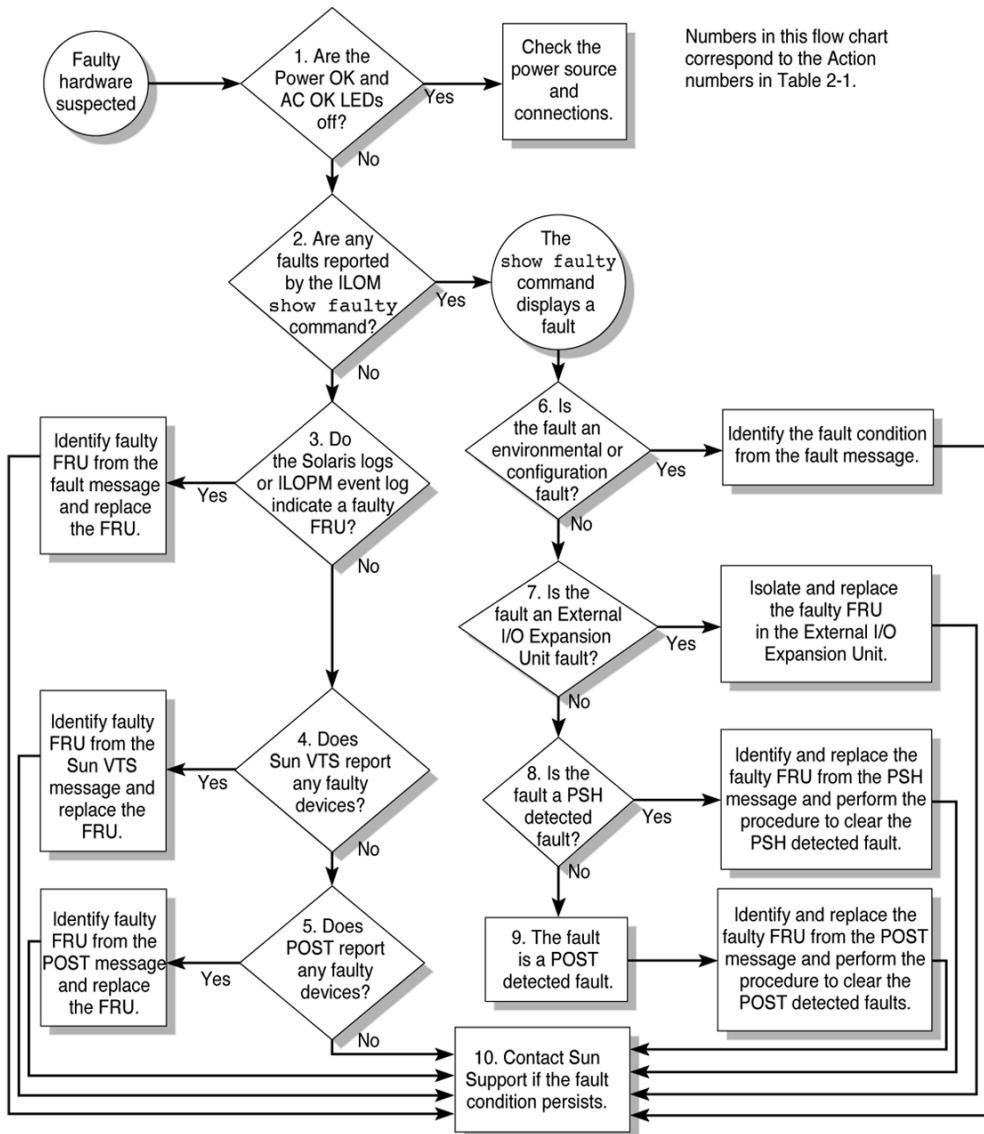 Faulty
hardware
suspected
1. Are the
Power OK and
AC OK LEDs
off?
Yes
Check the
power source
and
connections.
Numbers in this flow chart
correspond to the Action
numbers in Table 2-1.
No
2. Are any
faults reported
by the ILOM
show faulty
command?
Yes
The
show faulty
command
displays a
fault
No
3. Do
the Solaris logs
or ILOPM event log
indicate a faulty
FRU?
Yes
Identify faulty
FRU from the
fault message
and replace
the FRU.
No
6. Is
the fault an
environmental or
configuration
fault?
Yes
Identify the fault condition
from the fault message.
No
7. Is the
fault an External
I/O Expansion
Unit fault?
Yes
Isolate and replace
the faulty FRU
in the External I/O
Expansion Unit.
No
4. Does
Sun VTS report
any faulty
devices?
Yes
Identify faulty
FRU from the
Sun VTS
message and
replace the
FRU.
No
8. Is the
fault a PSH
detected
fault?
Yes
Identify and replace the
faulty FRU from the PSH
message and perform the
procedure to clear the
PSH detected fault.
No
5. Does
POST report
any faulty
devices?
Yes
Identify faulty
FRU from the
POST message
and replace
the FRU.
No
9. The fault
is a POST
detected fault.
Identify and replace the
faulty FRU from the POST
message and perform the
procedure to clear the
POST detected faults.
10. Contact Sun
Support if the fault
condition persists.